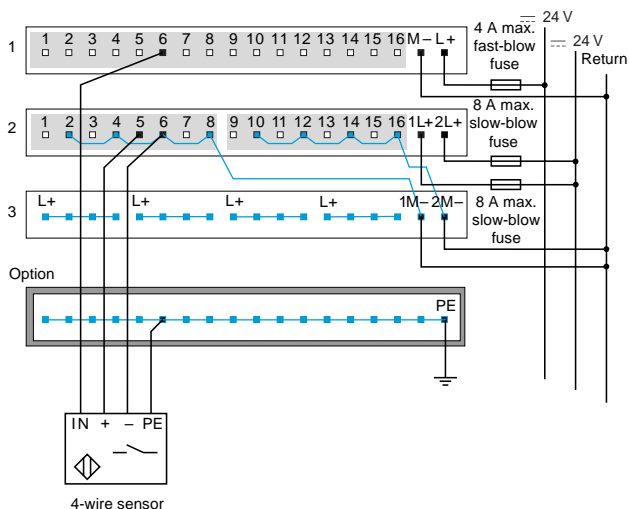 24 V
24 V
Return
4 A max.
fast-blow
fuse
1
1 2 3 4 5 6 7 8 9 10 11 12 13 14 15 16 M– L+
8 A max.
slow-blow
fuse
2
1 2 3 4 5 6 7 8 9 10 11 12 13 14 15 16 1L+ 2L+
3
L+ L+ L+ L+ 1M– 2M–
8 A max.
slow-blow
fuse
Option
PE
IN + – PE
4-wire sensor